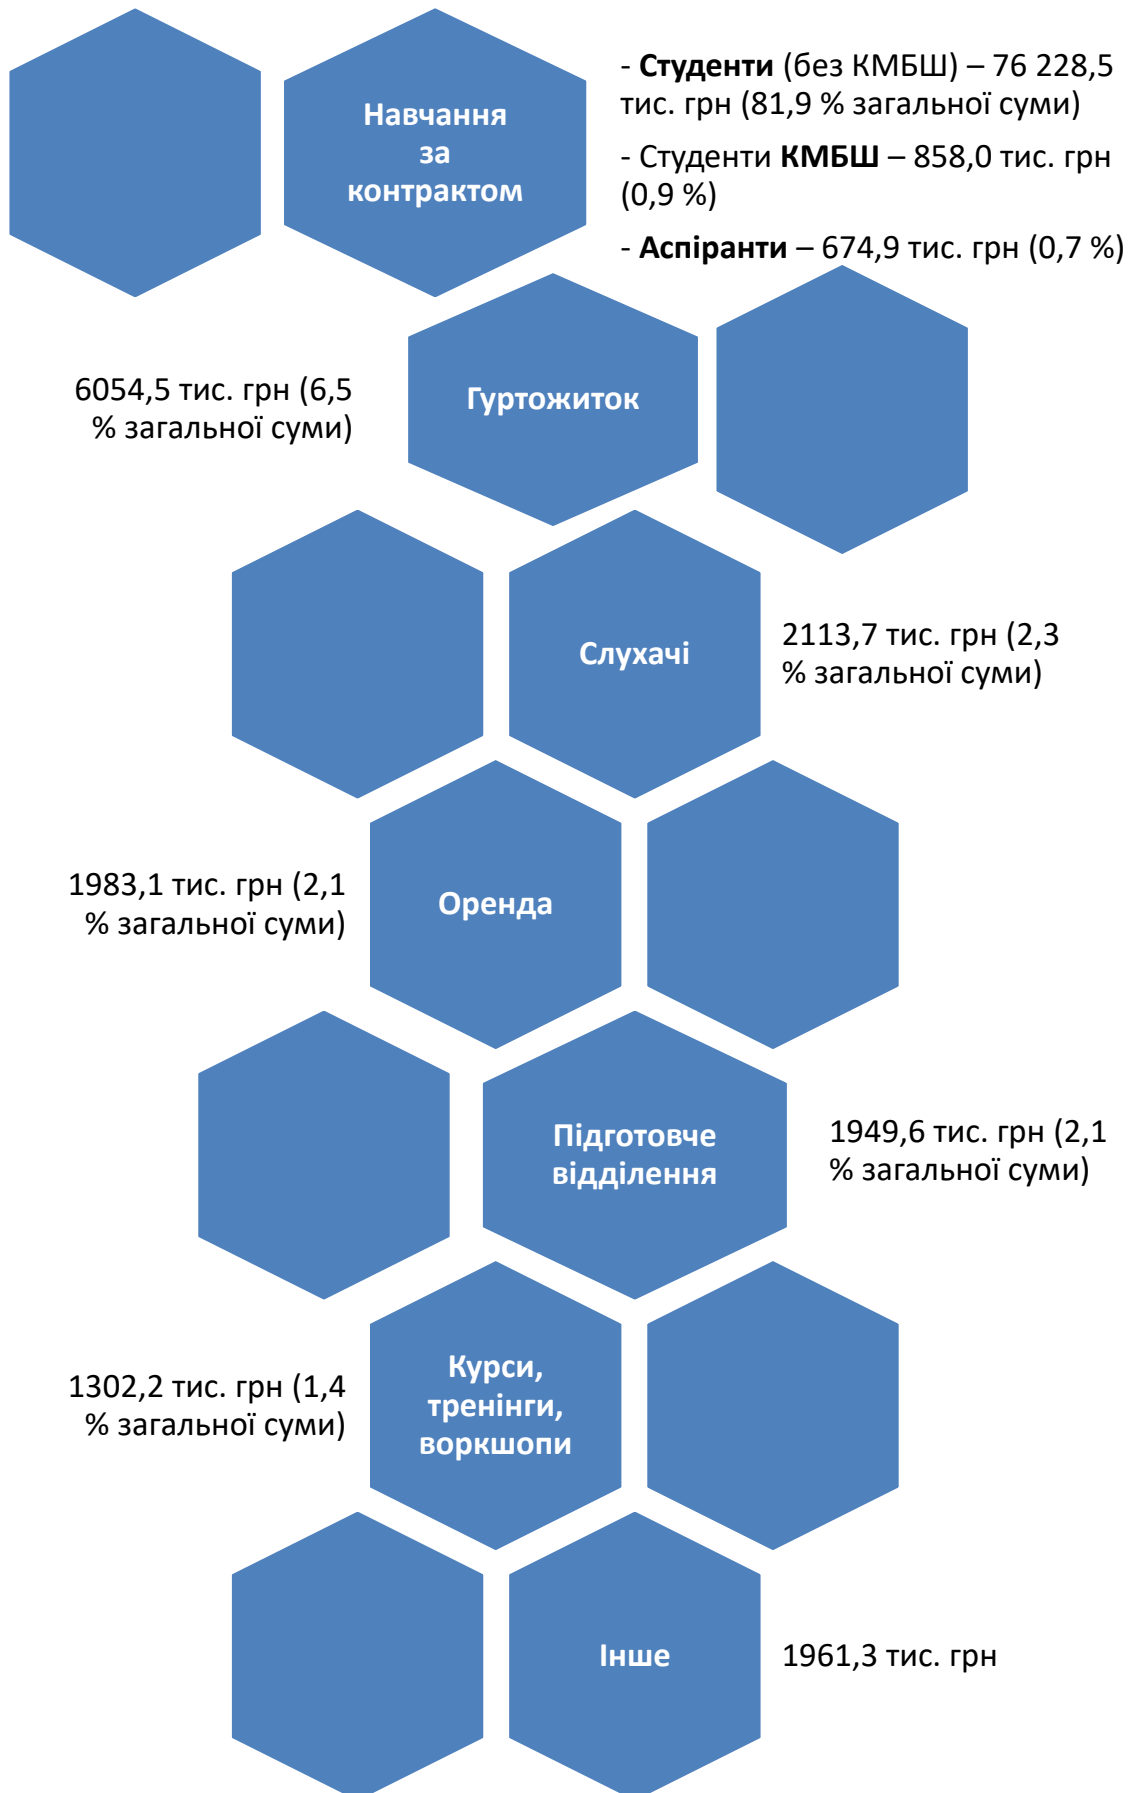 Навчання
за
контрактом
- Студенти (без КМБШ) – 76 228,5
тис. грн (81,9 % загальної суми)
- Студенти КМБШ – 858,0 тис. грн
(0,9 %)
- Аспіранти – 674,9 тис. грн (0,7 %)
6054,5 тис. грн (6,5
% загальної суми)
Гуртожиток
Слухачі
2113,7 тис. грн (2,3
% загальної суми)
1983,1 тис. грн (2,1
% загальної суми)
Оренда
Підготовче
відділення
1949,6 тис. грн (2,1
% загальної суми)
1302,2 тис. грн (1,4
% загальної суми)
Курси,
тренінги,
воркшопи
Інше
1961,3 тис. грн